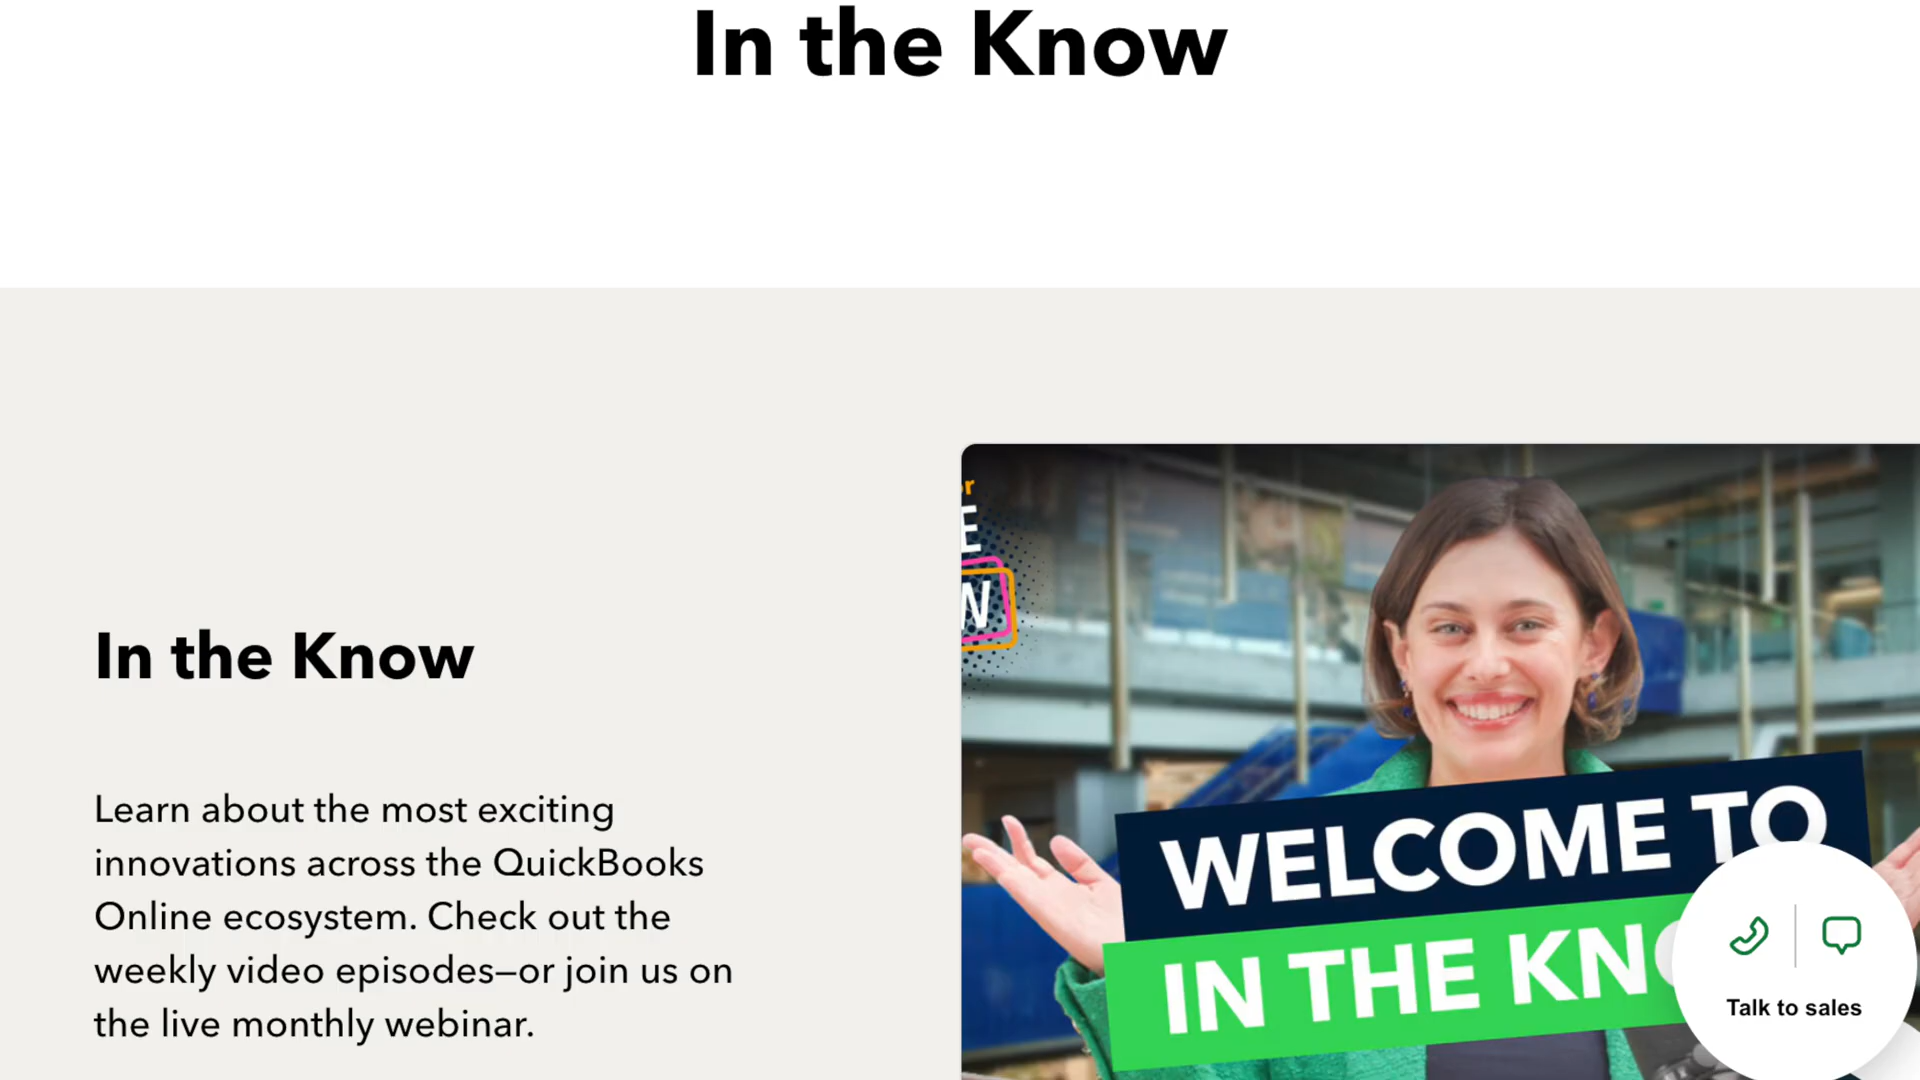 In the Know
In the Know
Learn about the most exciting
innovations across the QuickBooks
Online ecosystem. Check out the
weekly video episodes—or join us on
the live monthly webinar.
WELCOME TO
IN THE KN
Talk to sales